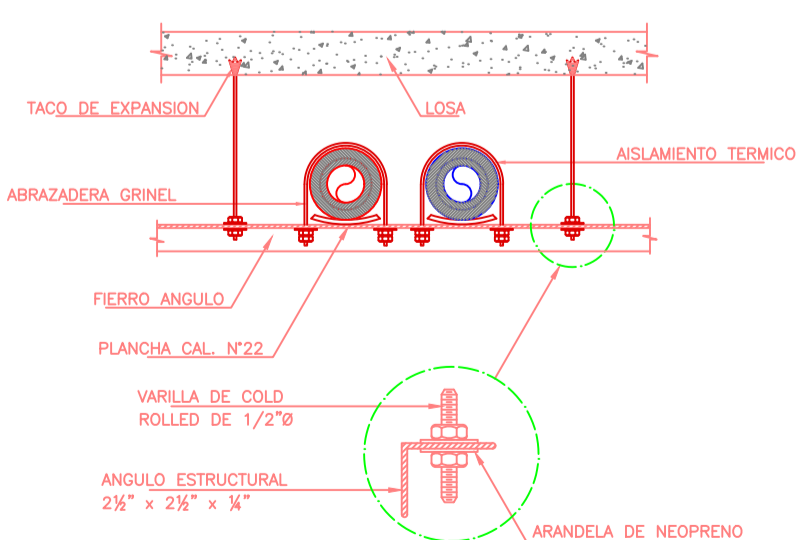 TACO DE EXPANSION
LOSA
AISLAMIENTO TERMICO
ABRAZADERA GRINEL
FIERRO ANGULO
PLANCHA CAL. N°22
VARILLA DE COLD
ROLLED DE 1/2"Ø
ANGULO ESTRUCTURAL
2½" x 2½" x ¼"
ARANDELA DE NEOPRENO